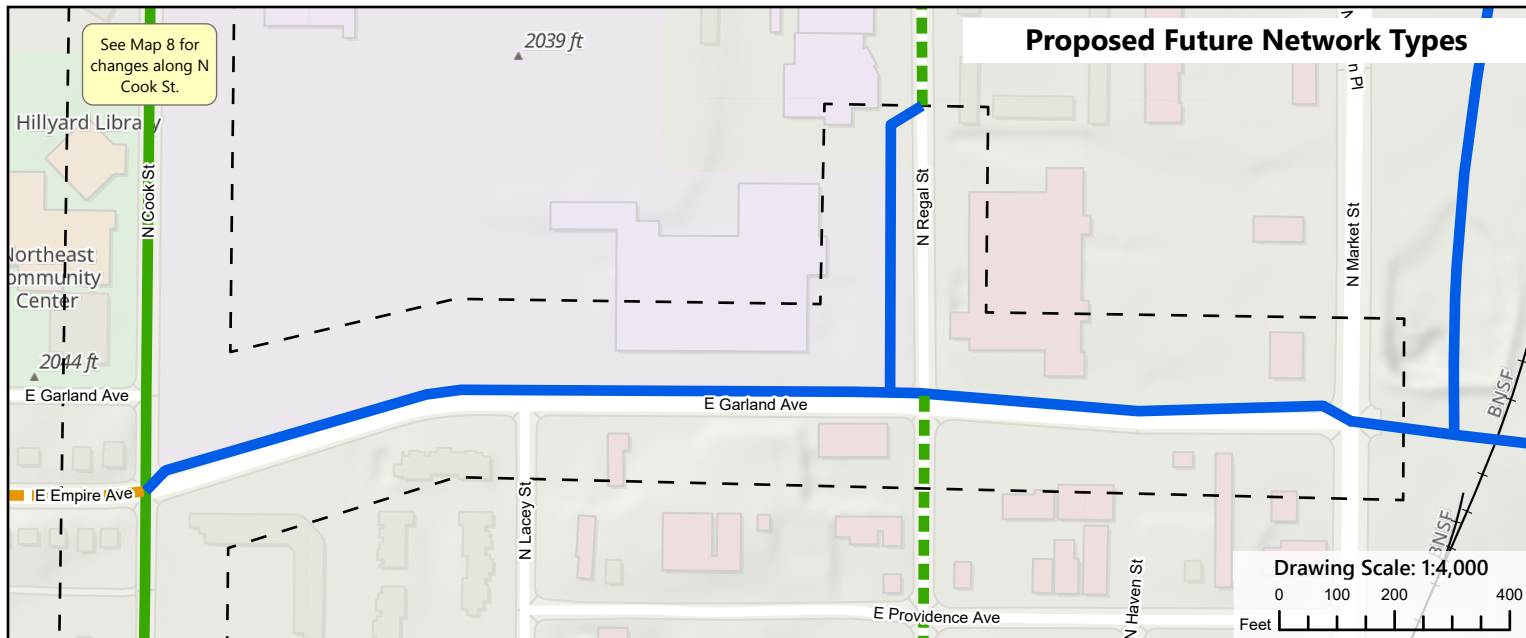 Proposed Future Network Types
See Map 8 for
changes along N
Cook St.
2039 ft
Hillyard Library
N Cook St
N Regal St
N Market St
n Pl
Northeast
ommunity
Center
2044 ft
E Garland Ave
E Garland Ave
BNSF
E Empire Ave
N Lacey St
BNSF
N Haven St
E Providence Ave
Drawing Scale: 1:4,000
0 100 200 400
Feet